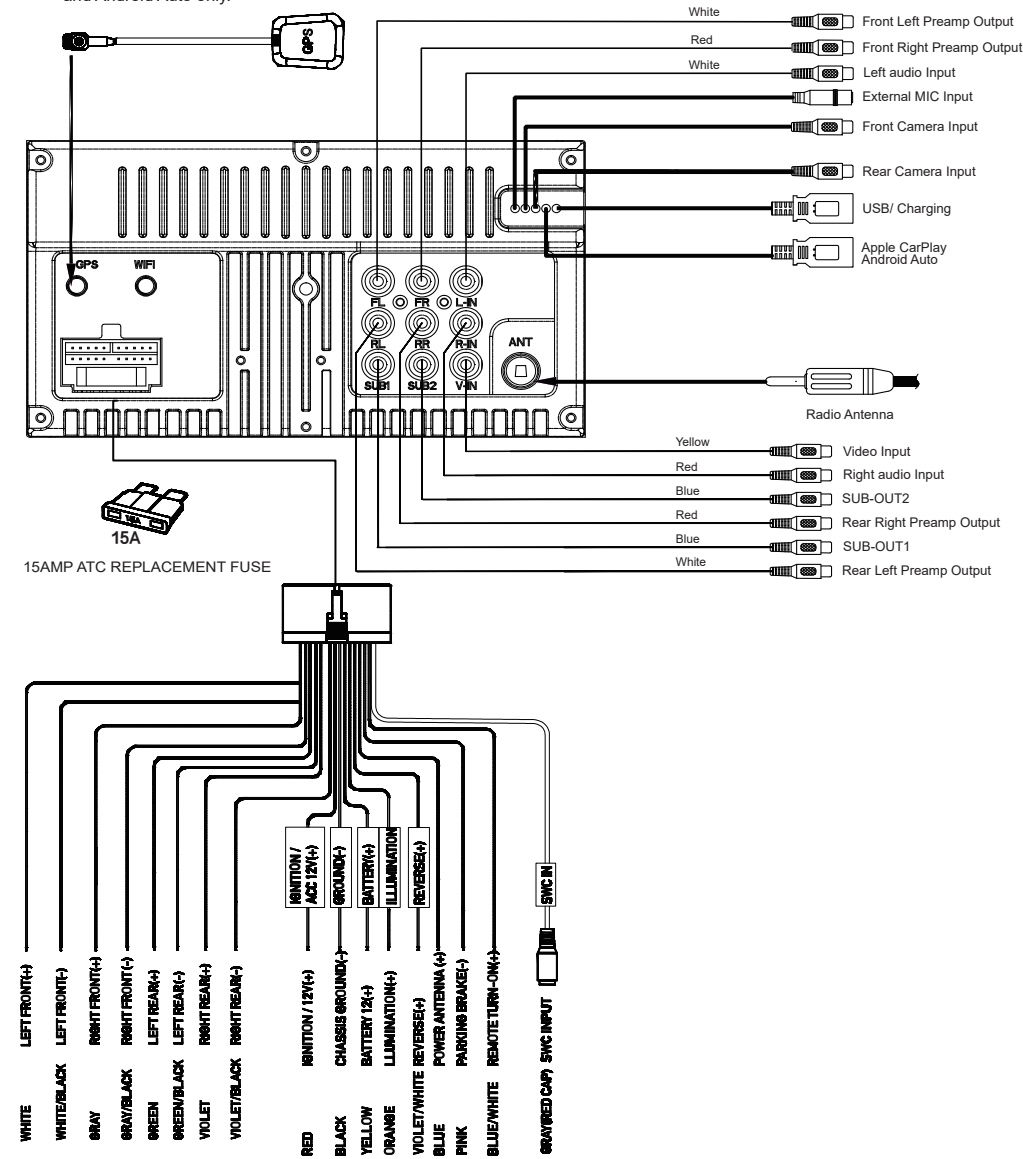 and Android Auto only.
GPS
White
Front Left Preamp Output
Red
Front Right Preamp Output
White
Left audio Input
External MIC Input
Front Camera Input
Rear Camera Input
USB/ Charging
Apple CarPlay
Android Auto
GPS
WIFI
FL
FR
L-IN
RL
RR
R-IN
SUB1
SUB2
V-IN
ANT
Radio Antenna
Yellow
Video Input
Red
Right audio Input
Blue
SUB-OUT2
Red
Rear Right Preamp Output
Blue
SUB-OUT1
White
Rear Left Preamp Output
15A
15A
15AMP ATC REPLACEMENT FUSE
IGNITION /
ACC 12V(+)
GROUND(-)
BATTERY(+)
ILLUMINATION
REVERSE(+)
SWC IN
WHITE LEFT FRONT(+)
WHITE/BLACK LEFT FRONT(-)
GRAY RIGHT FRONT(+)
GRAY/BLACK RIGHT FRONT(-)
GREEN LEFT REAR(+)
GREEN/BLACK LEFT REAR(-)
VIOLET RIGHT REAR(+)
VIOLET/BLACK RIGHT REAR(-)
RED IGNITION / 12V(+)
BLACK CHASSIS GROUND(-)
YELLOW BATTERY 12(+)
ORANGE ILLUMINATION(+)
VIOLET/WHITE REVERSE(+)
BLUE POWER ANTENNA (+)
PINK PARKING BRAKE(-)
BLUE/WHITE REMOTE TURN-ON(+)
GRAY(RED CAP) SWC INPUT